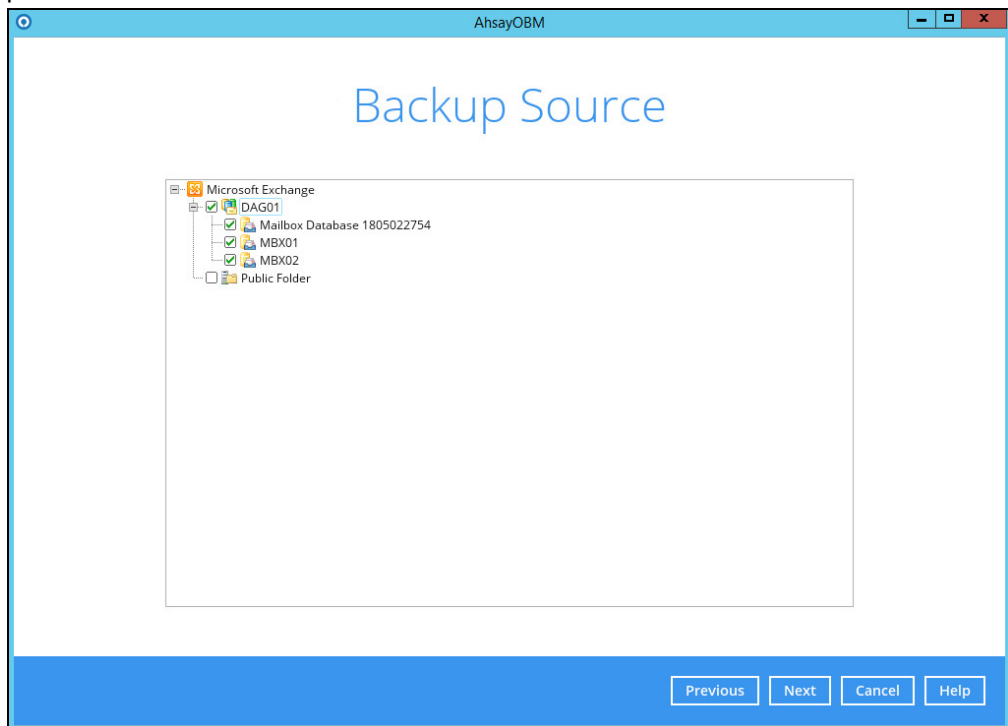 AhsayOBM
Backup Source
Microsoft Exchange
DAG01
Mailbox Database 1805022754
MBX01
MBX02
Public Folder
Previous Next Cancel Help